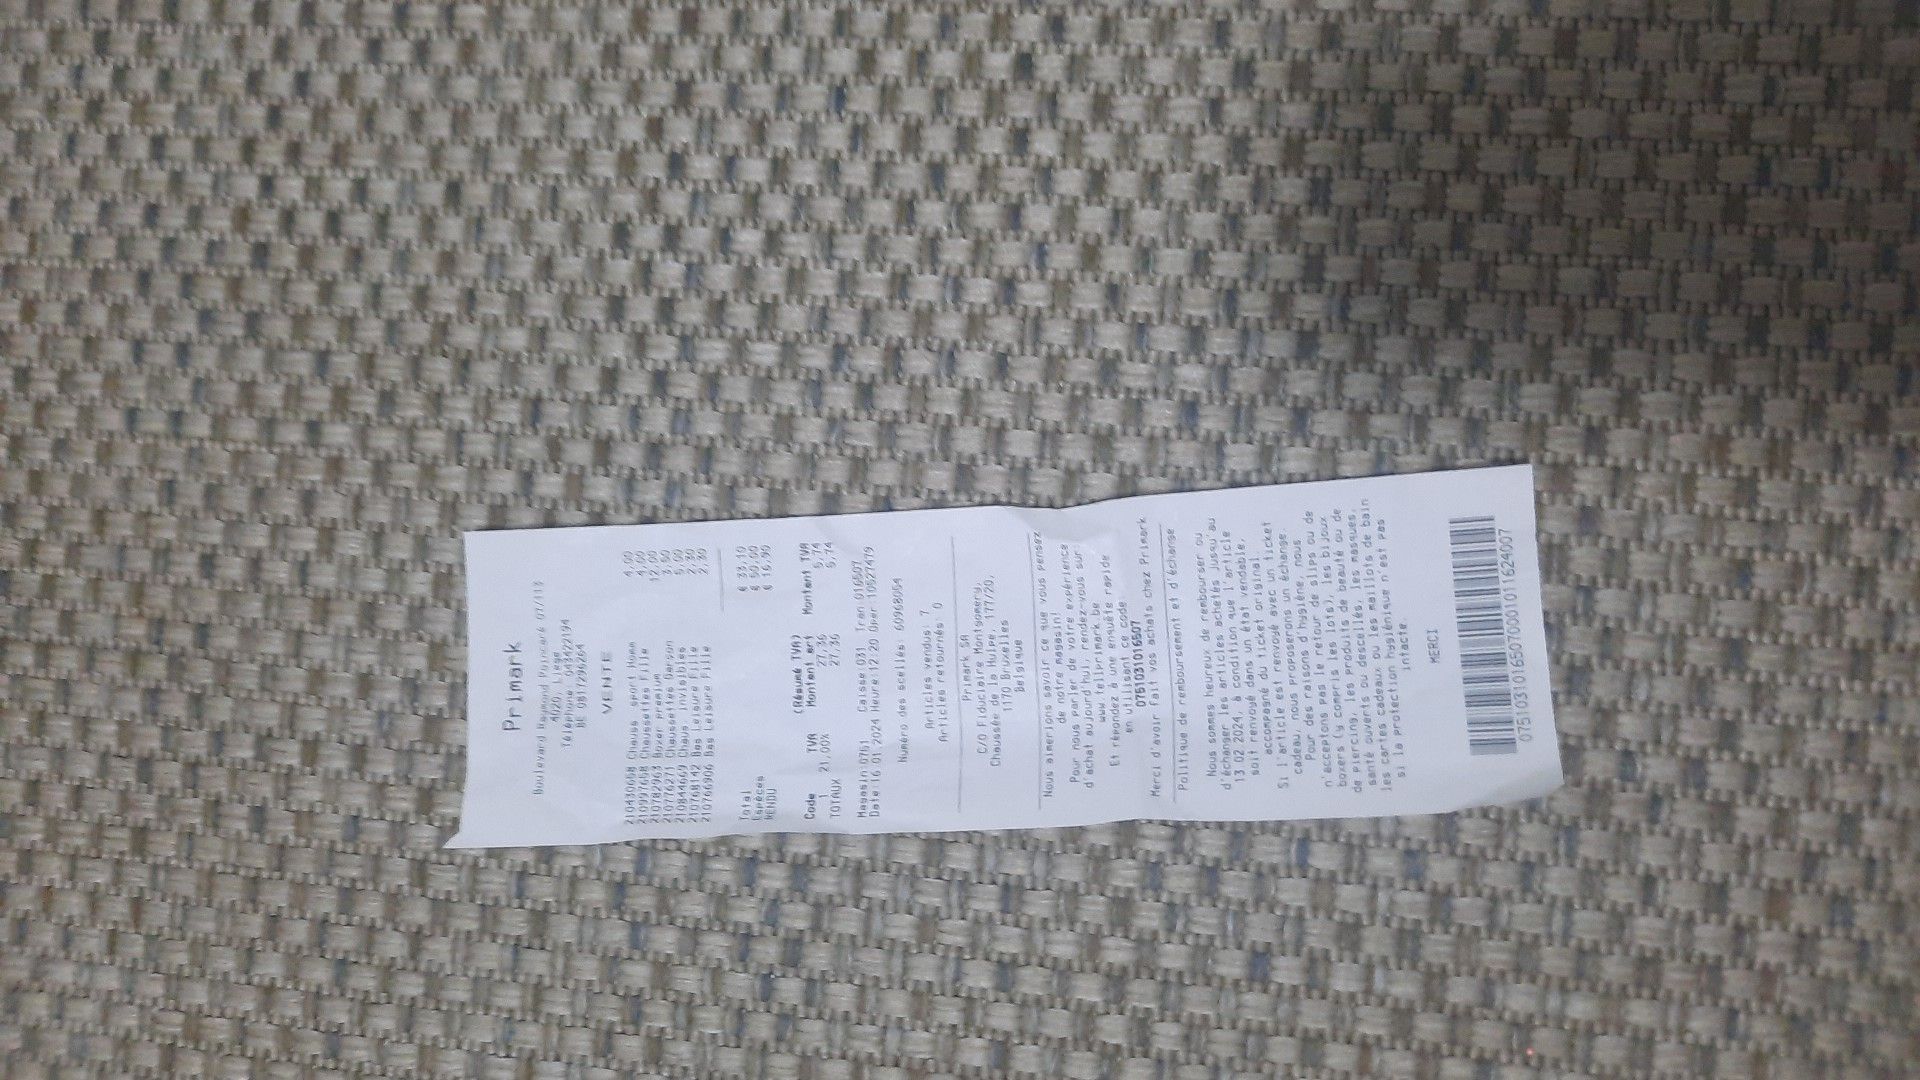 Primark
Boulevard Raymond Poincaré 07/113
4020, Liege
Téléphone 043422194
BE 0817296264
VENTE
210430668 Chauss sport Homm 4,00
210997668 Chaussettes Fille 4,00
210782967 Boxer premium 12,00
210776271 Chaussettes Garson 3,50
210844669 Chaus invisibles 5,00
210768142 Bas Leisure Fille 2,30
210766906 Bas Leisure Fille 2,30
Total € 33,10
Espèces € 50,00
RENDU € 16,90
(Résumé TVA)
Code TVA Montant ert Montant TVA
1 21,00% 27,36 5,74
TOTAUX 27,36 5,74
Magasin:0751 Caisse:031 Tran:016507
Date:16 01 2024 Heure:12:20 Oper:10527479
Numéro des scellés 60968054
Articles vendus: 7
Articles retournés: 0
Primark SA
C/O Fiduciaire Montgomery,
Chaussée de la Hulpe, 177/20,
1170 Bruxelles
Belgique
Nous aimerions savoir ce que vous pensez
de notre magasin!
Pour nous parler de votre expérience
d'achat aujourd'hui, rendez-vous sur
www.tellprimark.be
Et répondez à une enquête rapide
en utilisant ce code.
075103101650​7
Merci d'avoir fait vos achats chez Primark
Politique de remboursement et d'échange
Nous sommes heureux de rembourser ou
d'échanger les articles achetés jusqu'au
13 02 2024, à condition que l'article
soit renvoyé dans un état vendable,
accompagné du ticket original.
Si l'article est renvoyé avec un ticket
cadeau, nous proposerons un échange.
Pour des raisons d'hygiène, nous
n'acceptons pas le retour de slips ou de
boxers (y compris les lots), les bijoux
de piercing, les produits de beauté ou de
santé ouverts ou descellés, les masques,
les cartes cadeaux ou les maillots de bain
si la protection hygiénique n'est pas
intacte.
MERCI
0751031016507000101162400​7